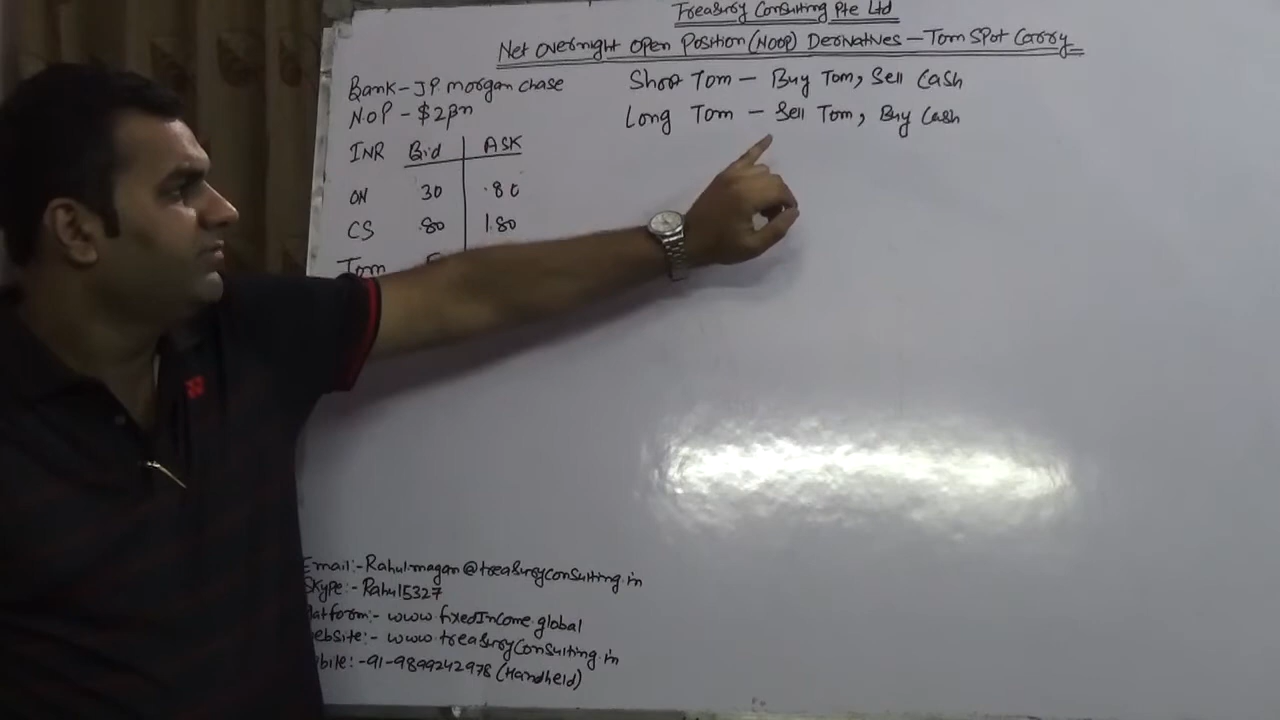 Treasury Consulting Pte Ltd
Net Overnight Open Position (NOOP) Derivatives - Tom Spot Carry
Bank - J.P. morgan chase
NOP - $2Bn
INR Bid ASK
ON 30 .80
CS .80 1.80
Tom
Short Tom - Buy Tom, Sell Cash
Long Tom - Sell Tom, Buy Cash
Email:- Rahul.magan@treasuryconsulting.in
Skype:- Rahul5327
Platform:- www.fixedIncome.global
Website:- www.treasuryconsulting.in
Mobile:- 91-9899242978 (Handheld)